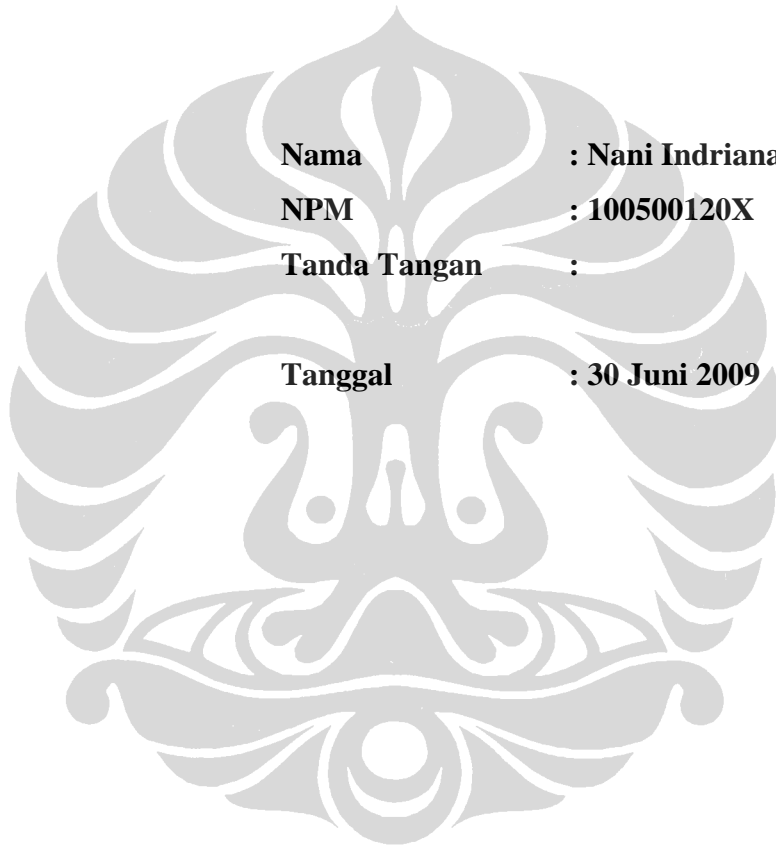 Nama : Nani Indriana
NPM : 100500120X
Tanda Tangan :
Tanggal : 30 Juni 2009